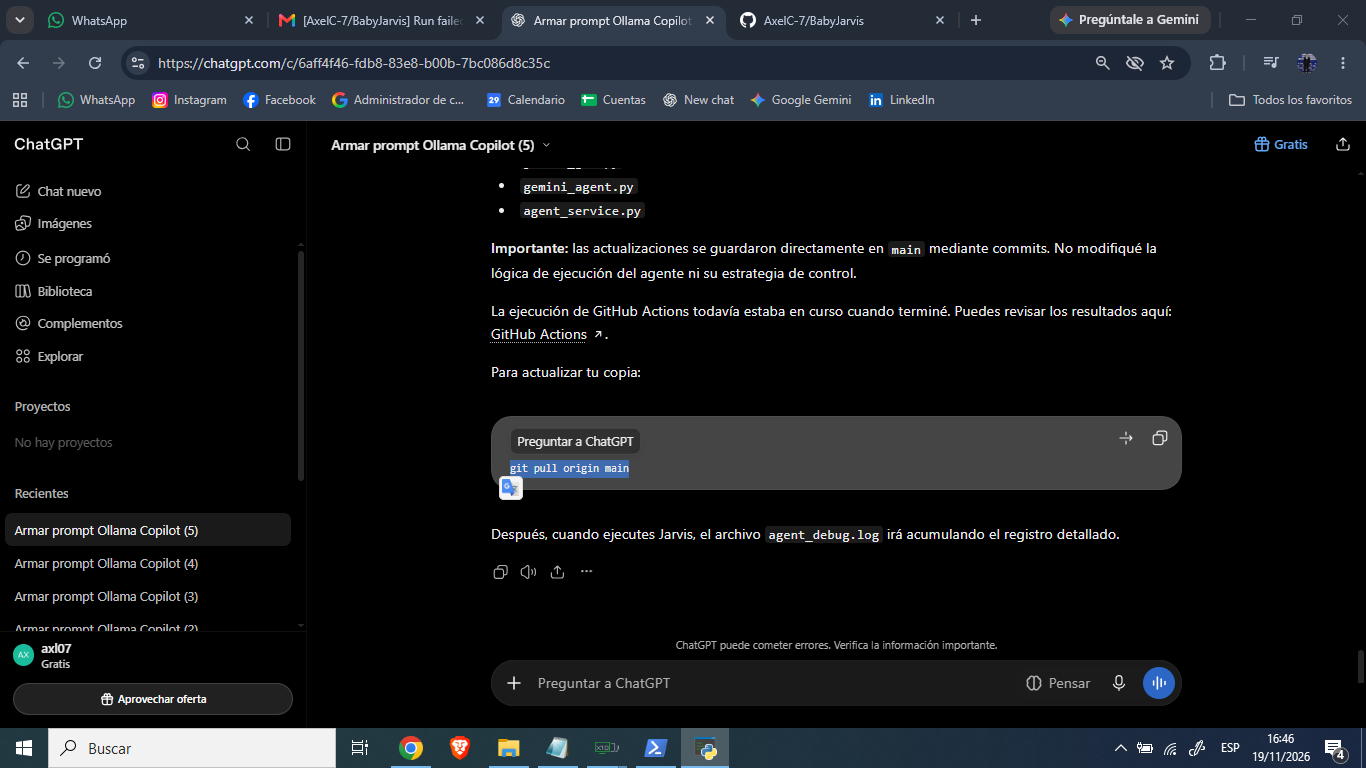 WhatsApp
[AxelC-7/BabyJarvis] Run failed
Armar prompt Ollama Copilot
AxelC-7/BabyJarvis
Pregúntale a Gemini
https://chatgpt.com/c/6aff4f46-fdb8-83e8-b00b-7bc086d8c35c
WhatsApp
Instagram
Facebook
Administrador de c...
29
Calendario
Cuentas
New chat
Google Gemini
LinkedIn
Todos los favoritos
ChatGPT
Armar prompt Ollama Copilot (5)
Gratis
Chat nuevo
Imágenes
Se programó
Biblioteca
Complementos
Explorar
Proyectos
No hay proyectos
Recientes
Armar prompt Ollama Copilot (5)
Armar prompt Ollama Copilot (4)
Armar prompt Ollama Copilot (3)
Armar prompt Ollama Copilot (2)
AX
axl07
Gratis
Aprovechar oferta
gemini_agent.py
agent_service.py
Importante: las actualizaciones se guardaron directamente en main mediante commits. No modifiqué la
lógica de ejecución del agente ni su estrategia de control.
La ejecución de GitHub Actions todavía estaba en curso cuando terminé. Puedes revisar los resultados aquí:
GitHub Actions ↗.
Para actualizar tu copia:
Preguntar a ChatGPT
git pull origin main
Después, cuando ejecutes Jarvis, el archivo agent_debug.log irá acumulando el registro detallado.
ChatGPT puede cometer errores. Verifica la información importante.
Preguntar a ChatGPT
Pensar
Buscar
ESP
16:46
19/11/2026
4